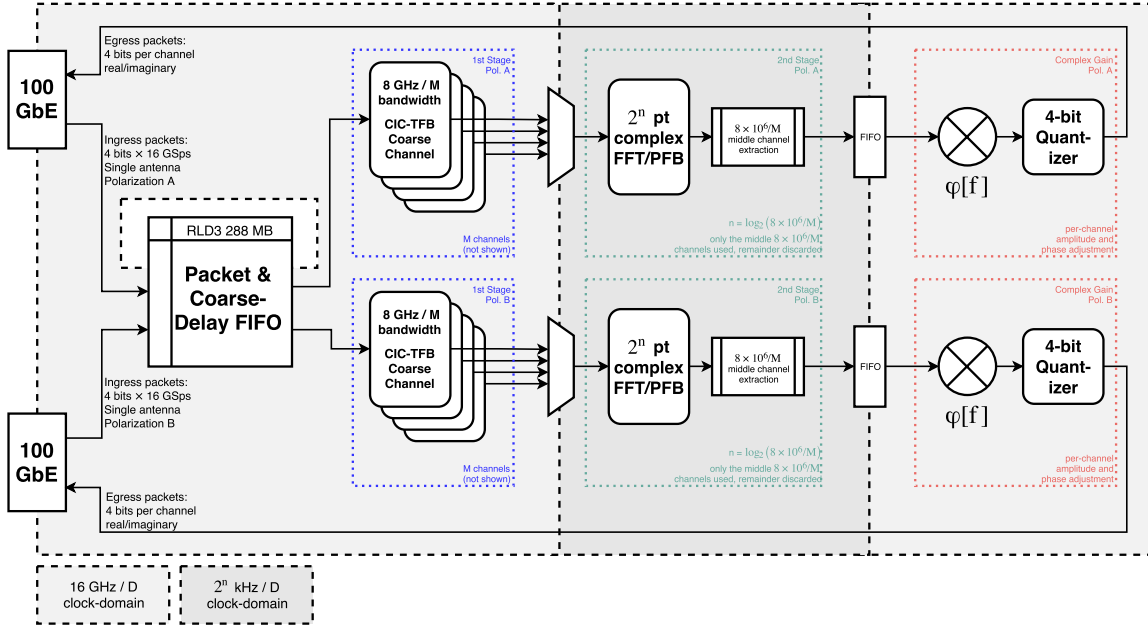 Egress packets:
4 bits per channel
real/imaginary
100
GbE
Ingress packets:
4 bits × 16 GSps
Single antenna
Polarization A
RLD3 288 MB
Packet &
Coarse-
Delay FIFO
Ingress packets:
4 bits × 16 GSps
Single antenna
Polarization B
100
GbE
Egress packets:
4 bits per channel
real/imaginary
1st Stage
Pol. A
8 GHz / M
bandwidth
CIC-TFB
Coarse
Channel
M channels
(not shown)
2nd Stage
Pol. A
2ⁿ pt
complex
FFT/PFB
8 × 10⁶/M
middle channel
extraction
n = log₂(8 × 10⁶/M)
only the middle 8 × 10⁶/M
channels used, remainder discarded
FIFO
Complex Gain
Pol. A
φ[f]
4-bit
Quant-
izer
per-channel
amplitude and
phase adjustment
1st Stage
Pol. B
8 GHz / M
bandwidth
CIC-TFB
Coarse
Channel
M channels
(not shown)
2nd Stage
Pol. B
2ⁿ pt
complex
FFT/PFB
8 × 10⁶/M
middle channel
extraction
n = log₂(8 × 10⁶/M)
only the middle 8 × 10⁶/M
channels used, remainder discarded
FIFO
Complex Gain
Pol. B
φ[f]
4-bit
Quant-
izer
per-channel
amplitude and
phase adjustment
16 GHz / D
clock-domain
2ⁿ kHz / D
clock-domain